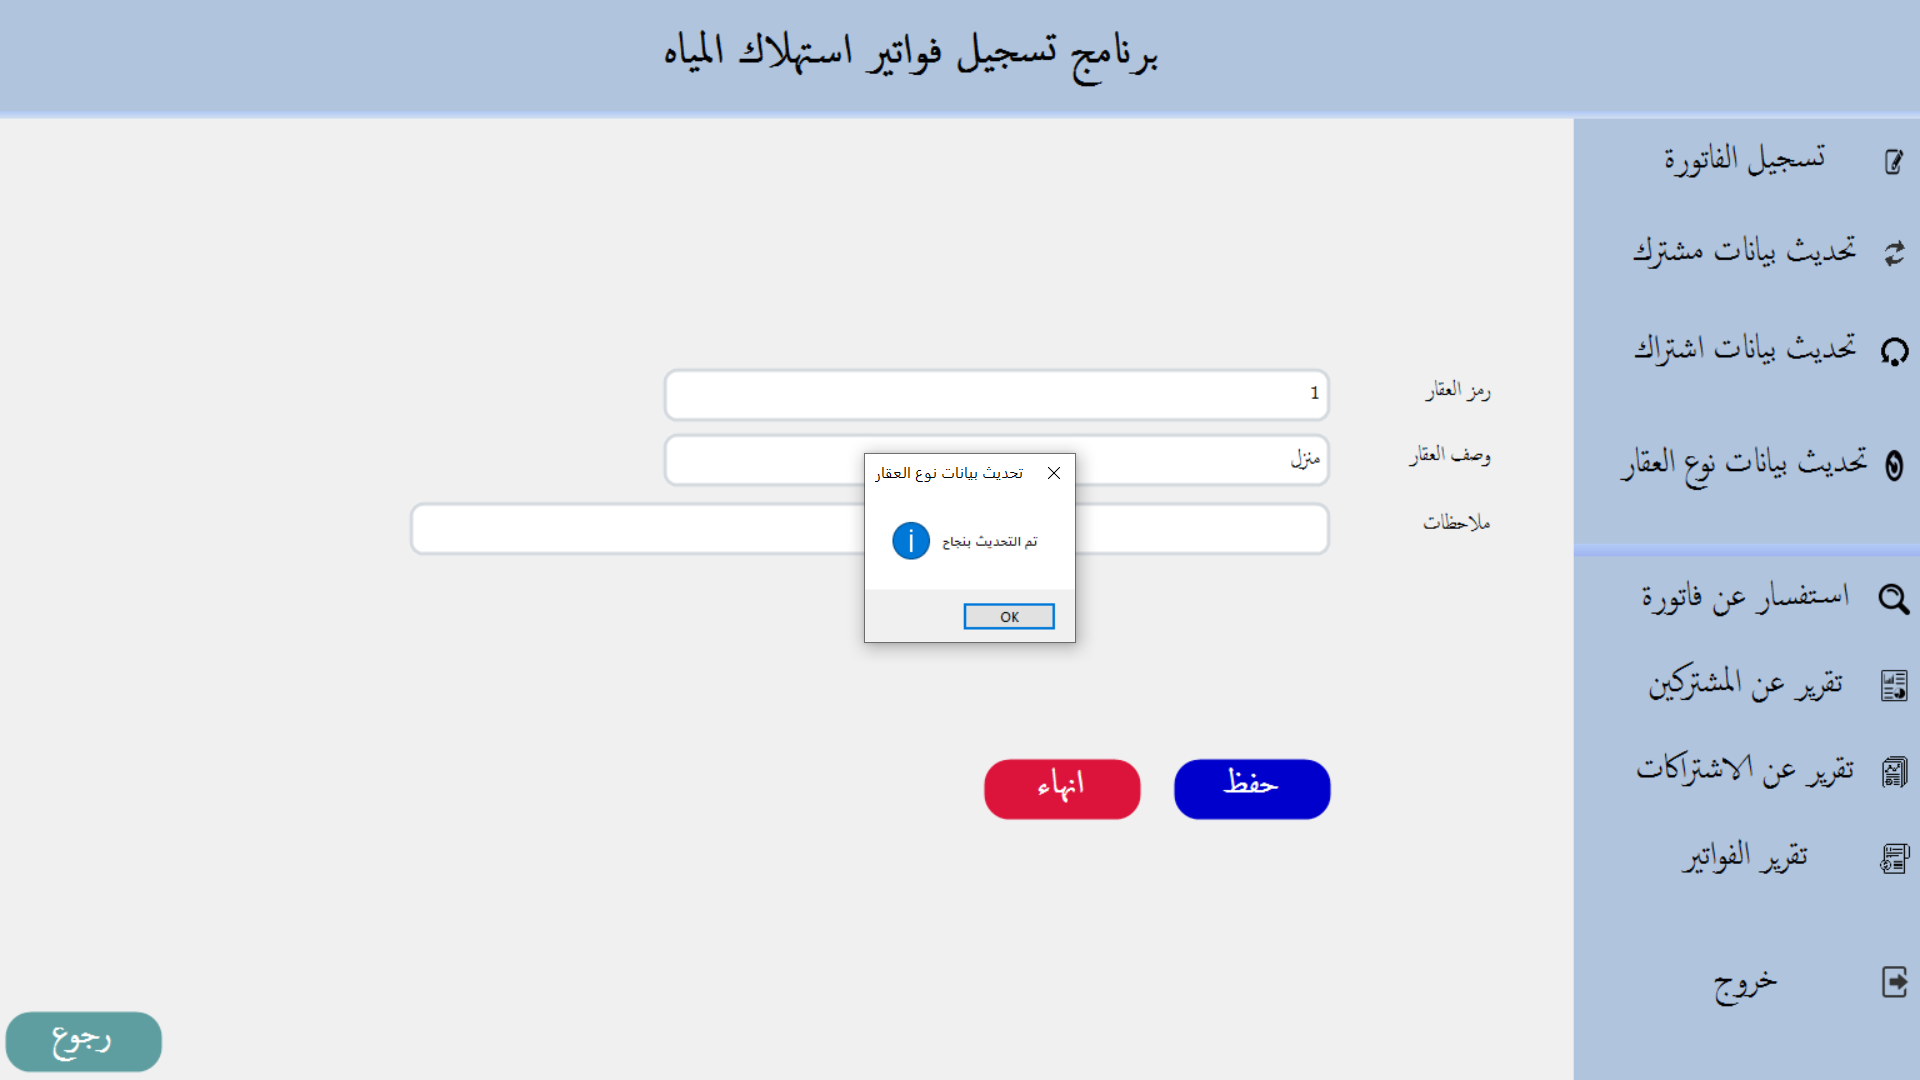 برنامج تسجيل فواتير استهلاك المياه
تسجيل الفاتورة
تحديث بيانات مشترك
تحديث بيانات اشتراك
تحديث بيانات نوع العقار
استفسار عن فاتورة
تقرير عن المشتركين
تقرير عن الاشتراكات
تقرير الفواتير
خروج
رمز العقار
1
وصف العقار
منزل
ملاحظات
تحديث بيانات نوع العقار
تم التحديث بنجاح
OK
حفظ
انهاء
رجوع